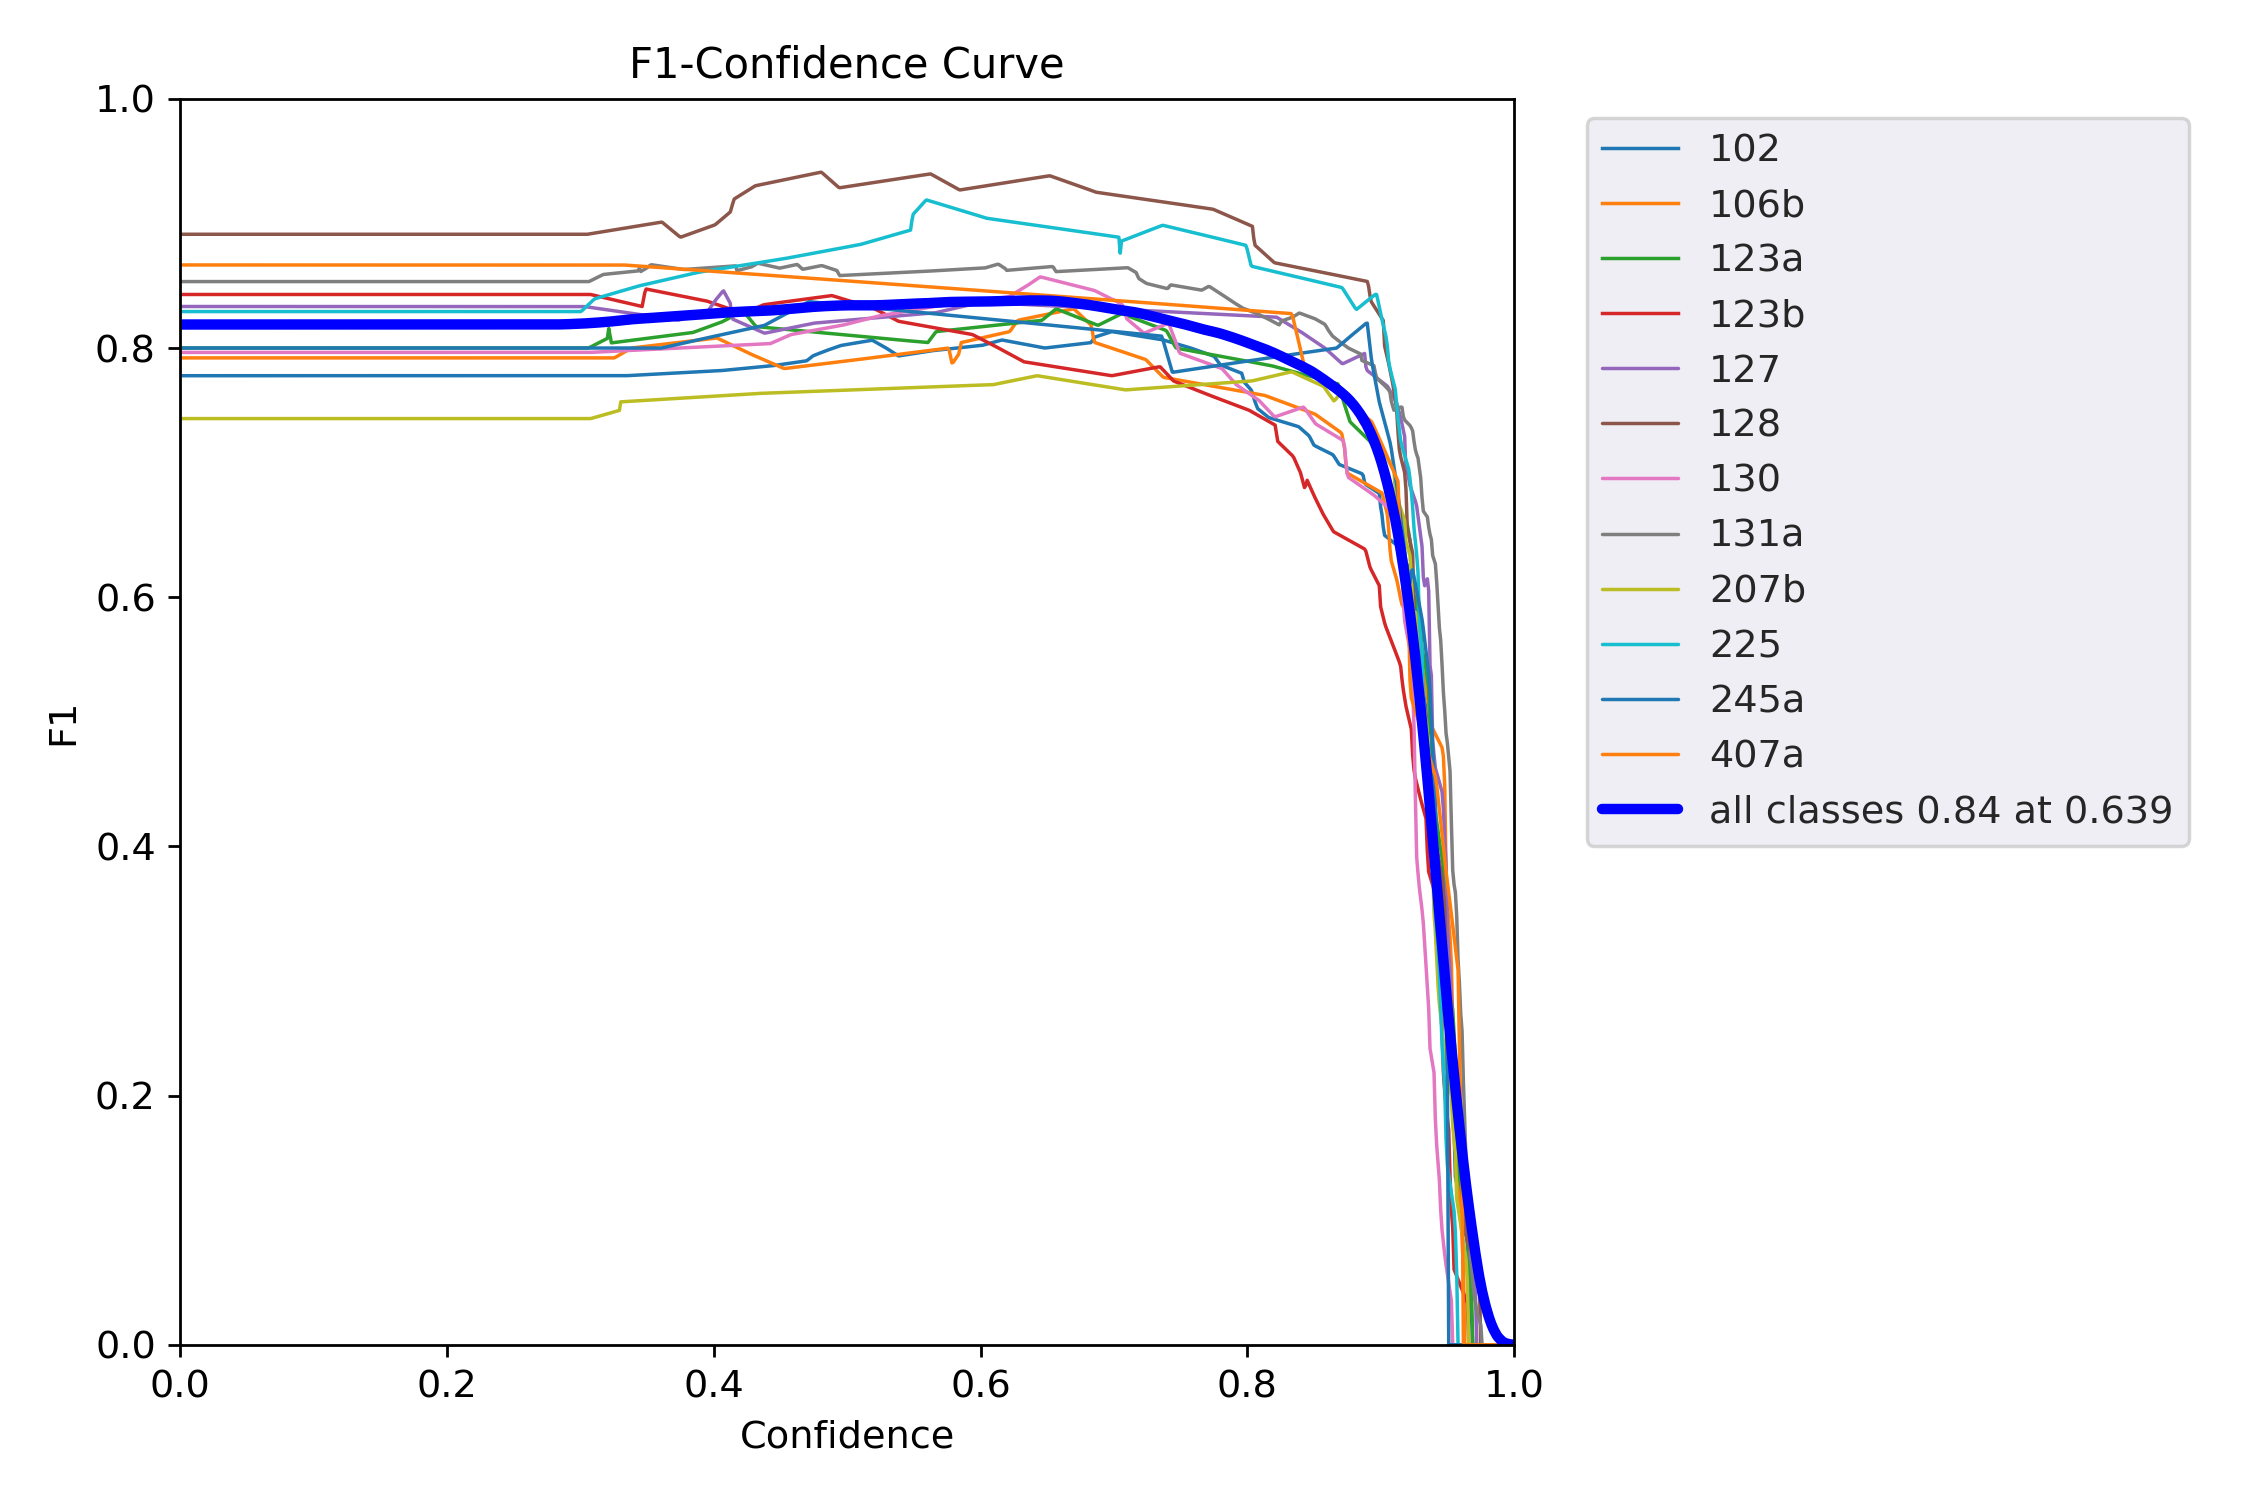 F1-Confidence Curve
1.0
0.8
0.6
0.4
0.2
0.0
F1
0.0 0.2 0.4 0.6 0.8 1.0
Confidence
102
106b
123a
123b
127
128
130
131a
207b
225
245a
407a
all classes 0.84 at 0.639